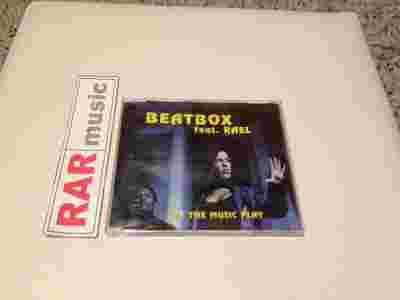 RAR music
BEATBOX
feat. RAEL
THE MUSIC PLAY